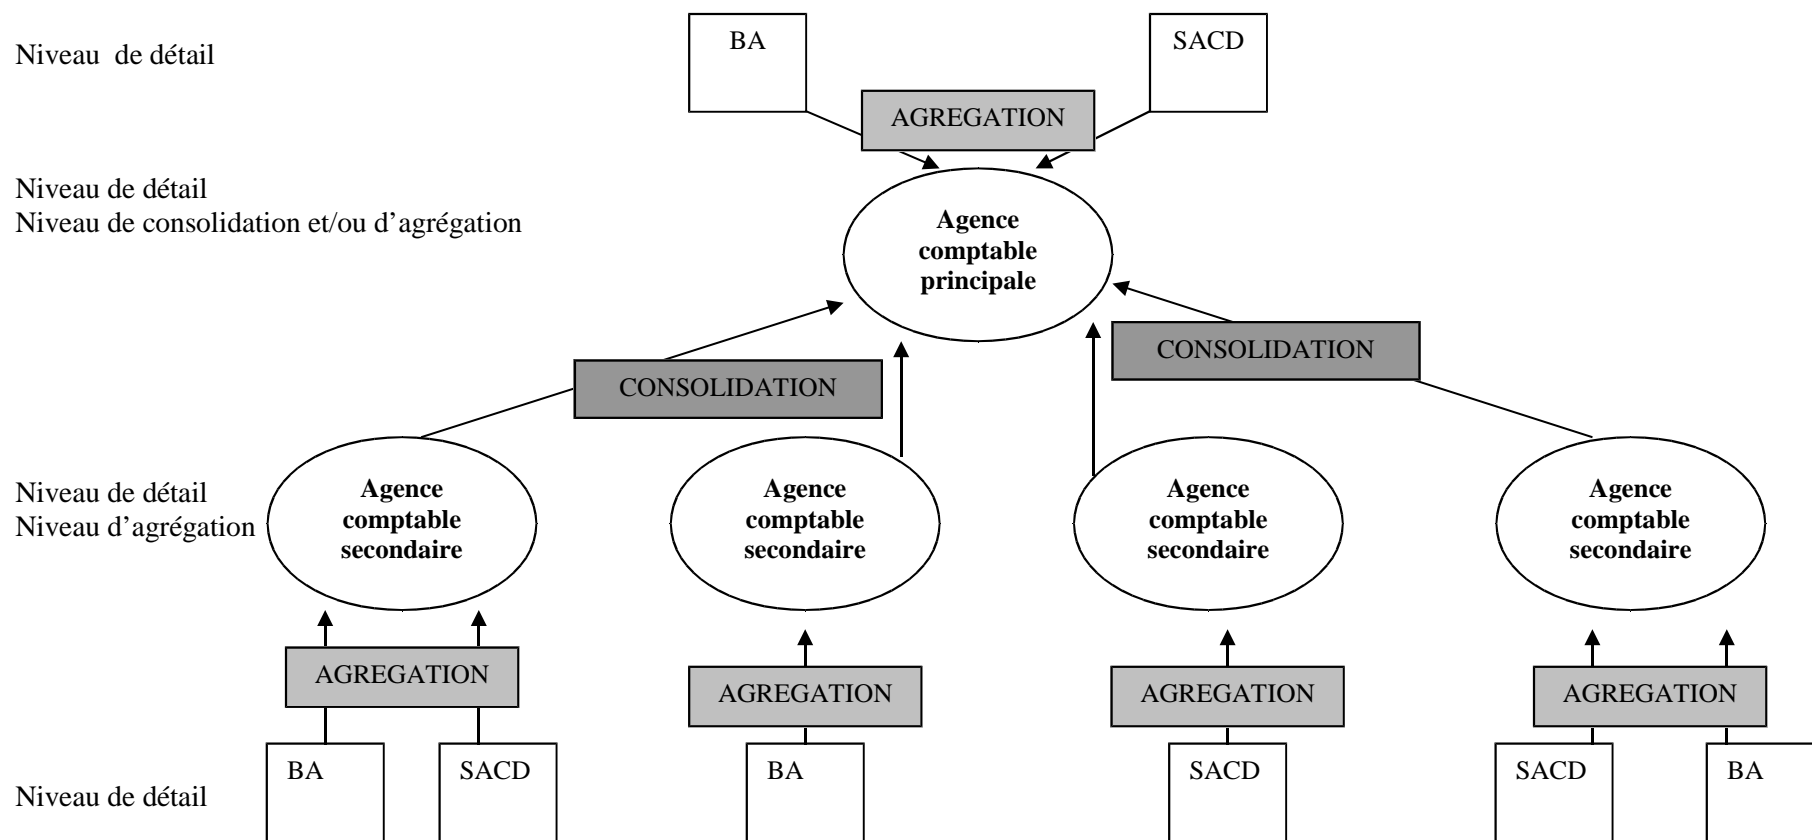 BA
SACD
Niveau de détail
AGREGATION
Niveau de détail
Niveau de consolidation et/ou d'agrégation
Agence
comptable
principale
CONSOLIDATION
CONSOLIDATION
Niveau de détail
Niveau d'agrégation
Agence
comptable
secondaire
Agence
comptable
secondaire
Agence
comptable
secondaire
Agence
comptable
secondaire
AGREGATION
AGREGATION
AGREGATION
AGREGATION
BA
SACD
BA
SACD
SACD
BA
Niveau de détail